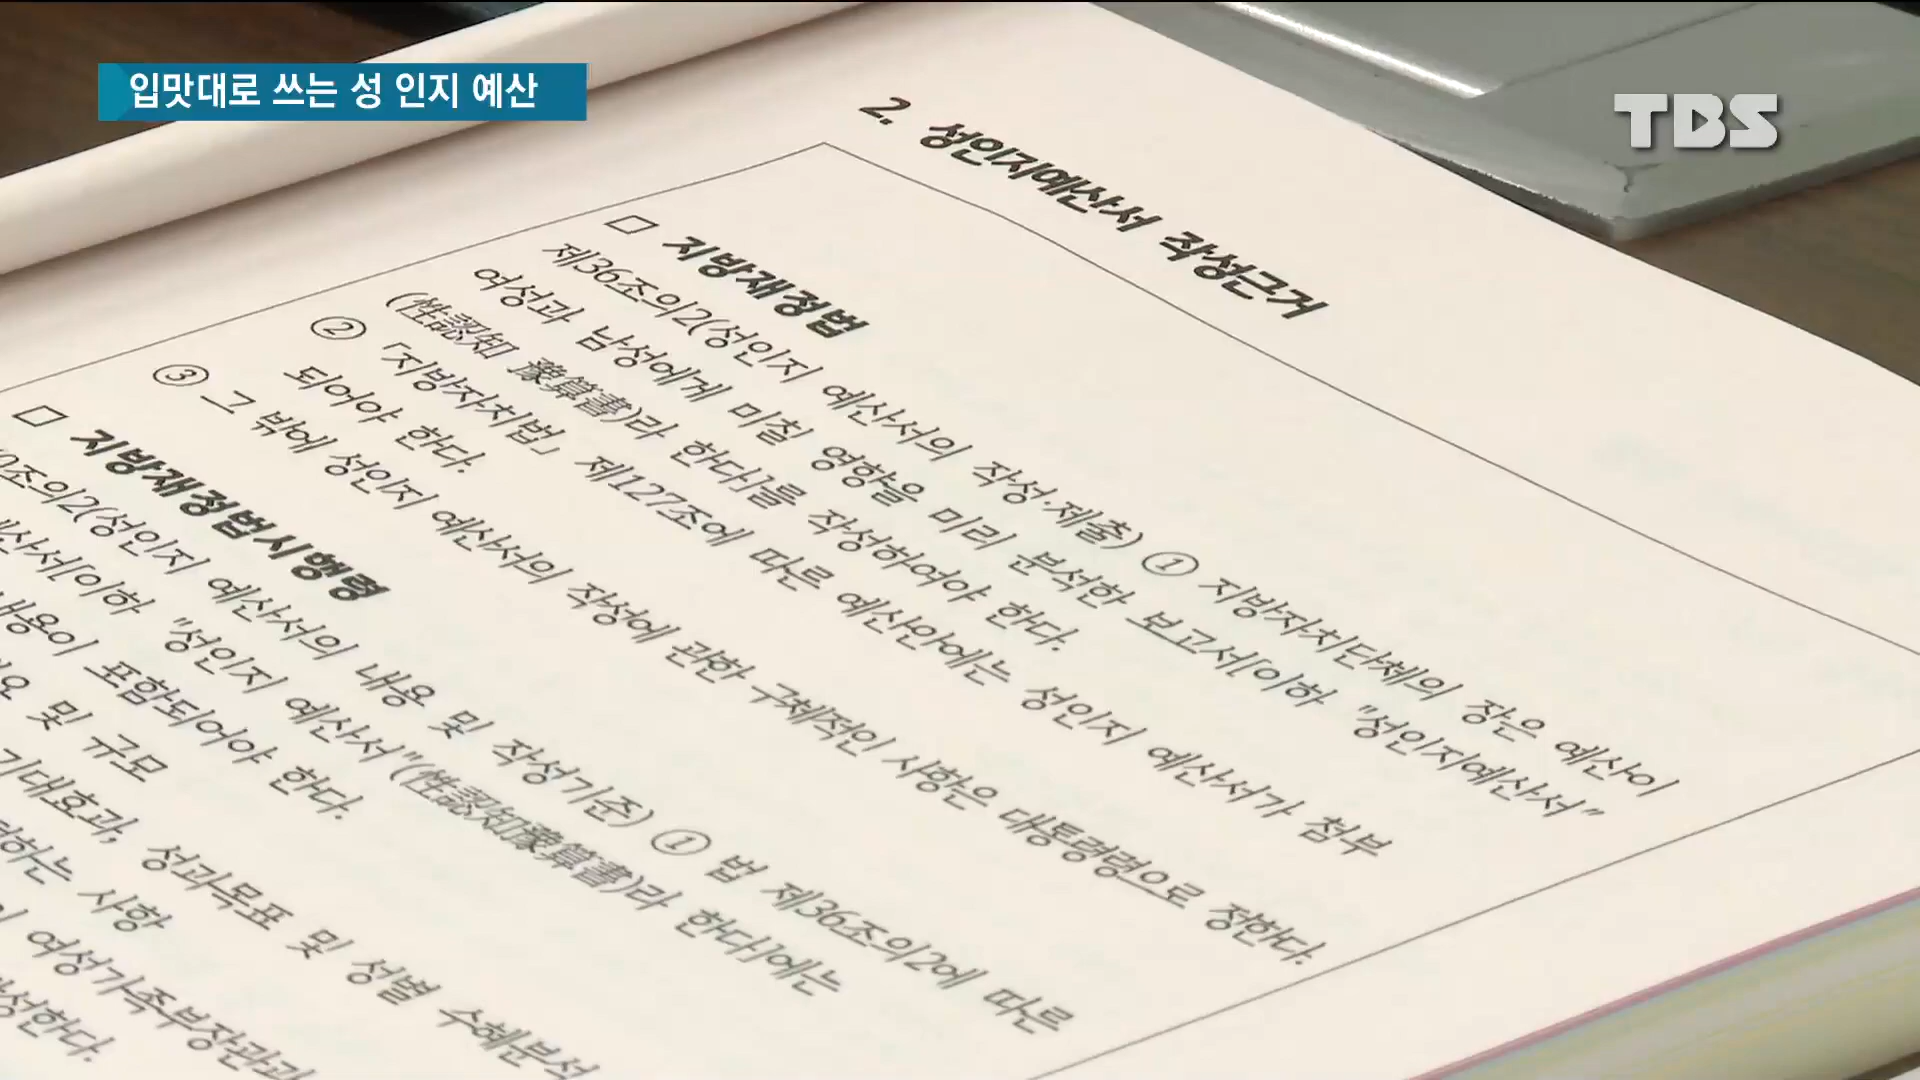 입맛대로 쓰는 성 인지 예산
TBS
2. 성인지예산서 작성근거
□ 지방재정법
제36조의2(성인지 예산서의 작성·제출) ① 지방자치단체의 장은 예산이
여성과 남성에게 미칠 영향을 미리 분석한 보고서[이하 "성인지예산서"
(性認知 豫算書)라 한다]를 작성하여야 한다.
② 「지방자치법」 제127조에 따른 예산안에는 성인지 예산서가 첨부
되어야 한다.
③ 그 밖에 성인지 예산서의 작성에 관한 구체적인 사항은 대통령령으로 정한다.
□ 지방재정법시행령
조의2(성인지 예산서의 내용 및 작성기준) ① 법 제36조의2에 따른
예산서[이하 "성인지 예산서"(性認知豫算書)라 한다]에는
내용이 포함되어야 한다.
및 규모
기대효과, 성과목표 및 성별 수혜분석
하는 사항
여성가족부장관과